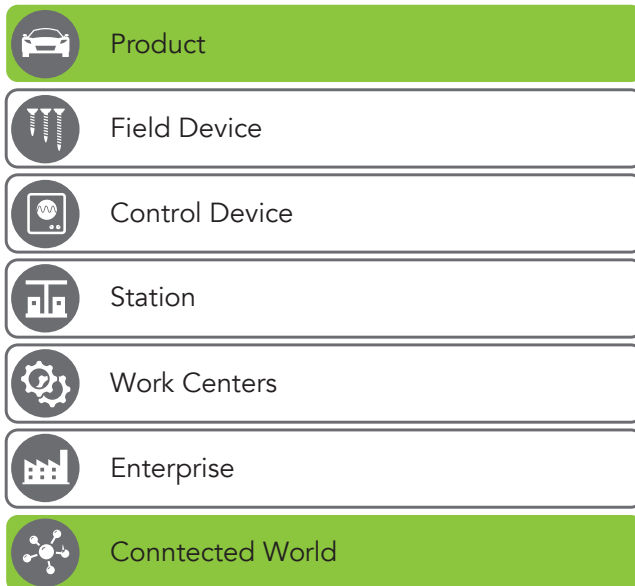 Product
Field Device
Control Device
Station
Work Centers
Enterprise
Conntected World